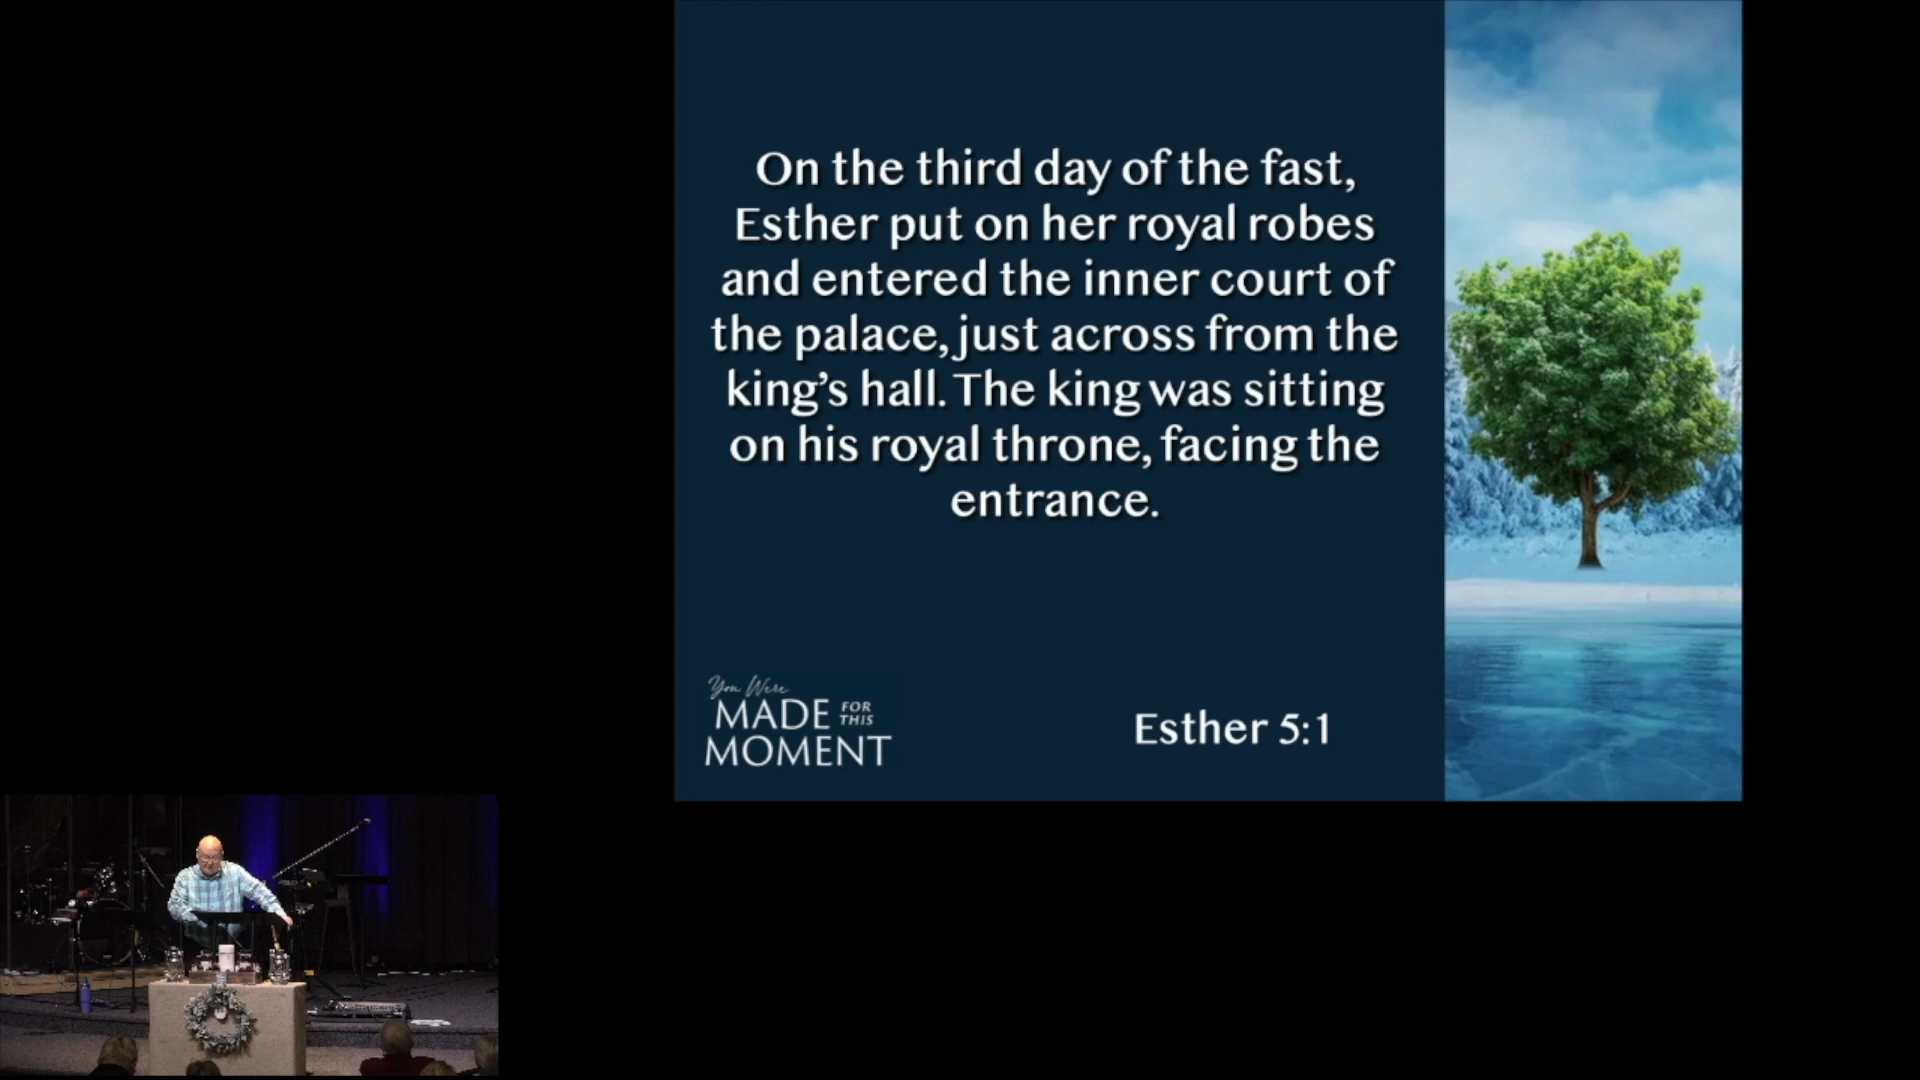 On the third day of the fast,
Esther put on her royal robes
and entered the inner court of
the palace, just across from the
king’s hall. The king was sitting
on his royal throne, facing the
entrance.
You Were
MADE FOR THIS
MOMENT
Esther 5:1